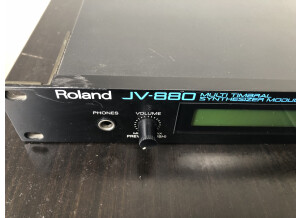 Roland JV-880 MULTI TIMBRAL
SYNTHESIZER MODULE
PHONES
VOLUME